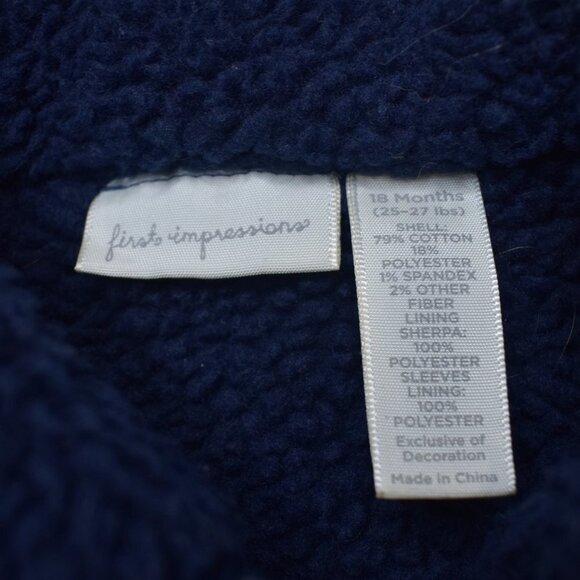 first impressions
18 Months
(25-27 lbs)
SHELL:
79% COTTON
18%
POLYESTER
1% SPANDEX
2% OTHER
FIBER
LINING
SHERPA:
100%
POLYESTER
SLEEVES
LINING:
100%
POLYESTER
Exclusive of
Decoration
Made in China